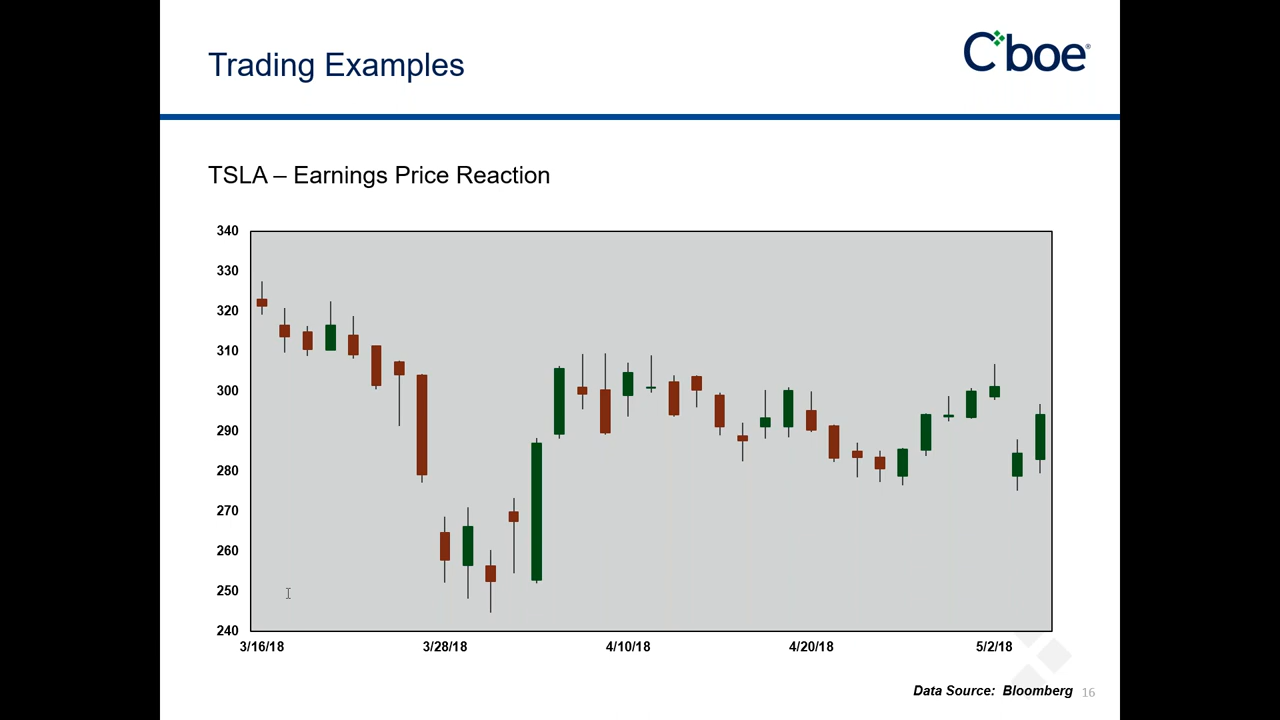 Trading Examples
Cboe®
TSLA – Earnings Price Reaction
340
330
320
310
300
290
280
270
260
250
240
3/16/18 3/28/18 4/10/18 4/20/18 5/2/18
Data Source: Bloomberg 16